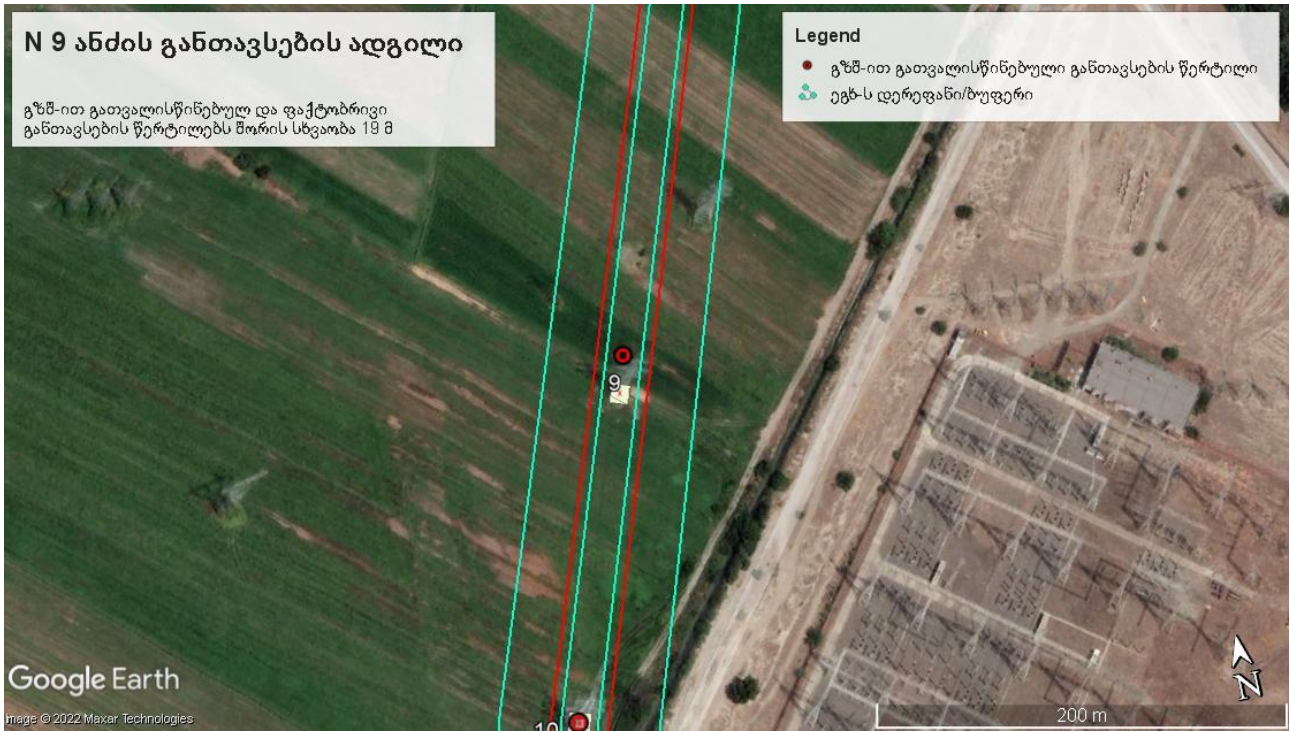 N 9 ანძის განთავსების ადგილი
გზშ-ით გათვალისწინებულ და ფაქტობრივი
განთავსების წერტილებს შორის სხვაობა 19 მ
Legend
გზშ-ით გათვალისწინებული განთავსების წერტილი
ეგხ-ს დერეფანი/ბუფერი
9
10
Google Earth
Image © 2022 Maxar Technologies
200 m
N